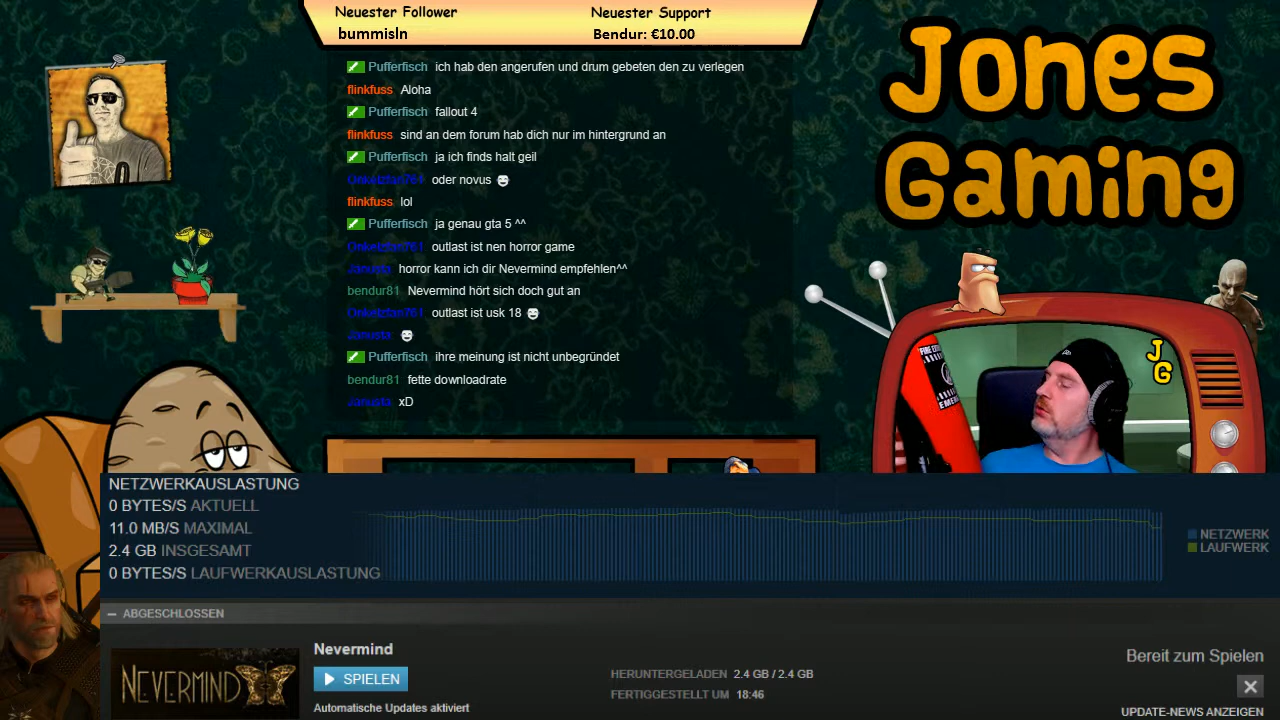 Neuester Follower
bummisln
Neuester Support
Bendur: €10.00
Jones
Gaming
Pufferfisch ich hab den angerufen und drum gebeten den zu verlegen
flinkfuss Aloha
Pufferfisch fallout 4
flinkfuss sind an dem forum hab dich nur im hintergrund an
Pufferfisch ja ich finds halt geil
Onkelzfan761 oder novus
flinkfuss lol
Pufferfisch ja genau gta 5 ^^
Onkelzfan761 outlast ist nen horror game
Janusta horror kann ich dir Nevermind empfehlen^^
bendur81 Nevermind hört sich doch gut an
Onkelzfan761 outlast ist usk 18
Janusta
Pufferfisch ihre meinung ist nicht unbegründet
bendur81 fette downloadrate
Janusta xD
J
G
NETZWERKAUSLASTUNG
0 BYTES/S AKTUELL
11.0 MB/S MAXIMAL
2.4 GB INSGESAMT
0 BYTES/S LAUFWERKAUSLASTUNG
NETZWERK
LAUFWERK
ABGESCHLOSSEN
NEVERMIND
Nevermind
SPIELEN
Automatische Updates aktiviert
HERUNTERGELADEN 2.4 GB / 2.4 GB
FERTIGGESTELLT UM 18:46
Bereit zum Spielen
UPDATE-NEWS ANZEIGEN